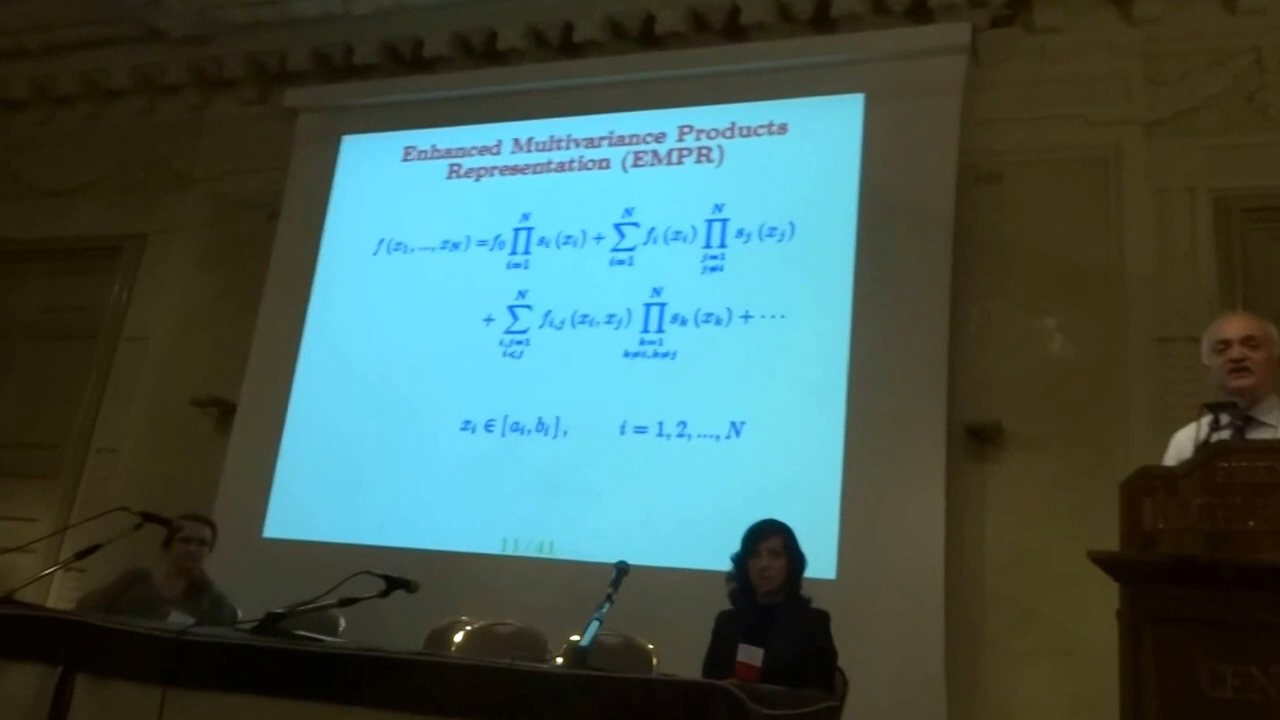 Enhanced Multivariance Products
Representation (EMPR)
f(x₁,...,x_N) = f₀ ∏_{i=1}^{N} s_i(x_i) + ∑_{i=1}^{N} f_i(x_i) ∏_{j=1, j≠i}^{N} s_j(x_j)
+ ∑_{i,j=1, i<j}^{N} f_{i,j}(x_i,x_j) ∏_{k=1, k≠i,k≠j}^{N} s_k(x_k) + ···
x_i ∈ [a_i,b_i], i = 1,2,...,N
11/41